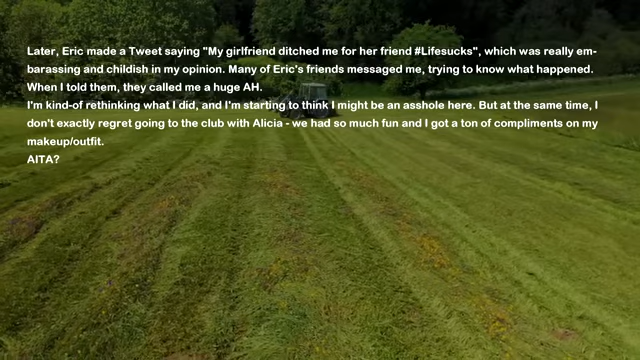 Later, Eric made a Tweet saying "My girlfriend ditched me for her friend #Lifesucks", which was really em-
barassing and childish in my opinion. Many of Eric's friends messaged me, trying to know what happened.
When I told them, they called me a huge AH.
I'm kind-of rethinking what I did, and I'm starting to think I might be an asshole here. But at the same time, I
don't exactly regret going to the club with Alicia - we had so much fun and I got a ton of compliments on my
makeup/outfit.
AITA?